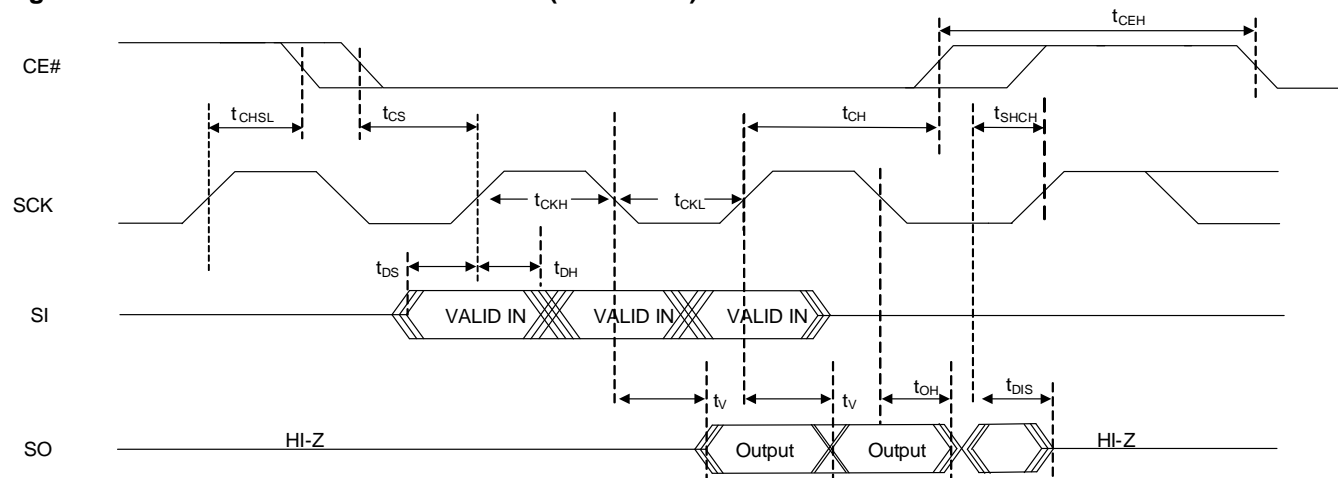 t_CEH
CE#
t_CHSL
t_CS
t_CH
t_SHCH
SCK
t_CKH
t_CKL
t_DS
t_DH
SI
VALID IN
VALID IN
VALID IN
t_V
t_V
t_OH
t_DIS
SO
HI-Z
Output
Output
HI-Z